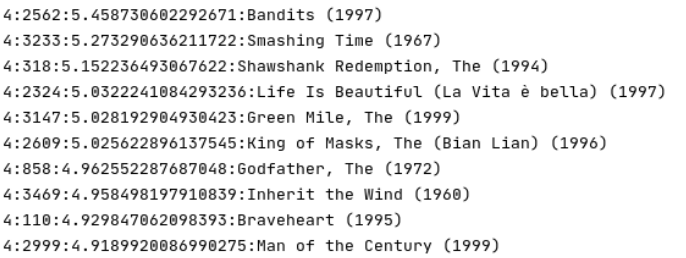 4:2562:5.458730602292671:Bandits (1997)
4:3233:5.273290636211722:Smashing Time (1967)
4:318:5.152236493067622:Shawshank Redemption, The (1994)
4:2324:5.0322241084293236:Life Is Beautiful (La Vita è bella) (1997)
4:3147:5.028192904930423:Green Mile, The (1999)
4:2609:5.025622896137545:King of Masks, The (Bian Lian) (1996)
4:858:4.962552287687048:Godfather, The (1972)
4:3469:4.958498197910839:Inherit the Wind (1960)
4:110:4.929847062098393:Braveheart (1995)
4:2999:4.9189920086990275:Man of the Century (1999)